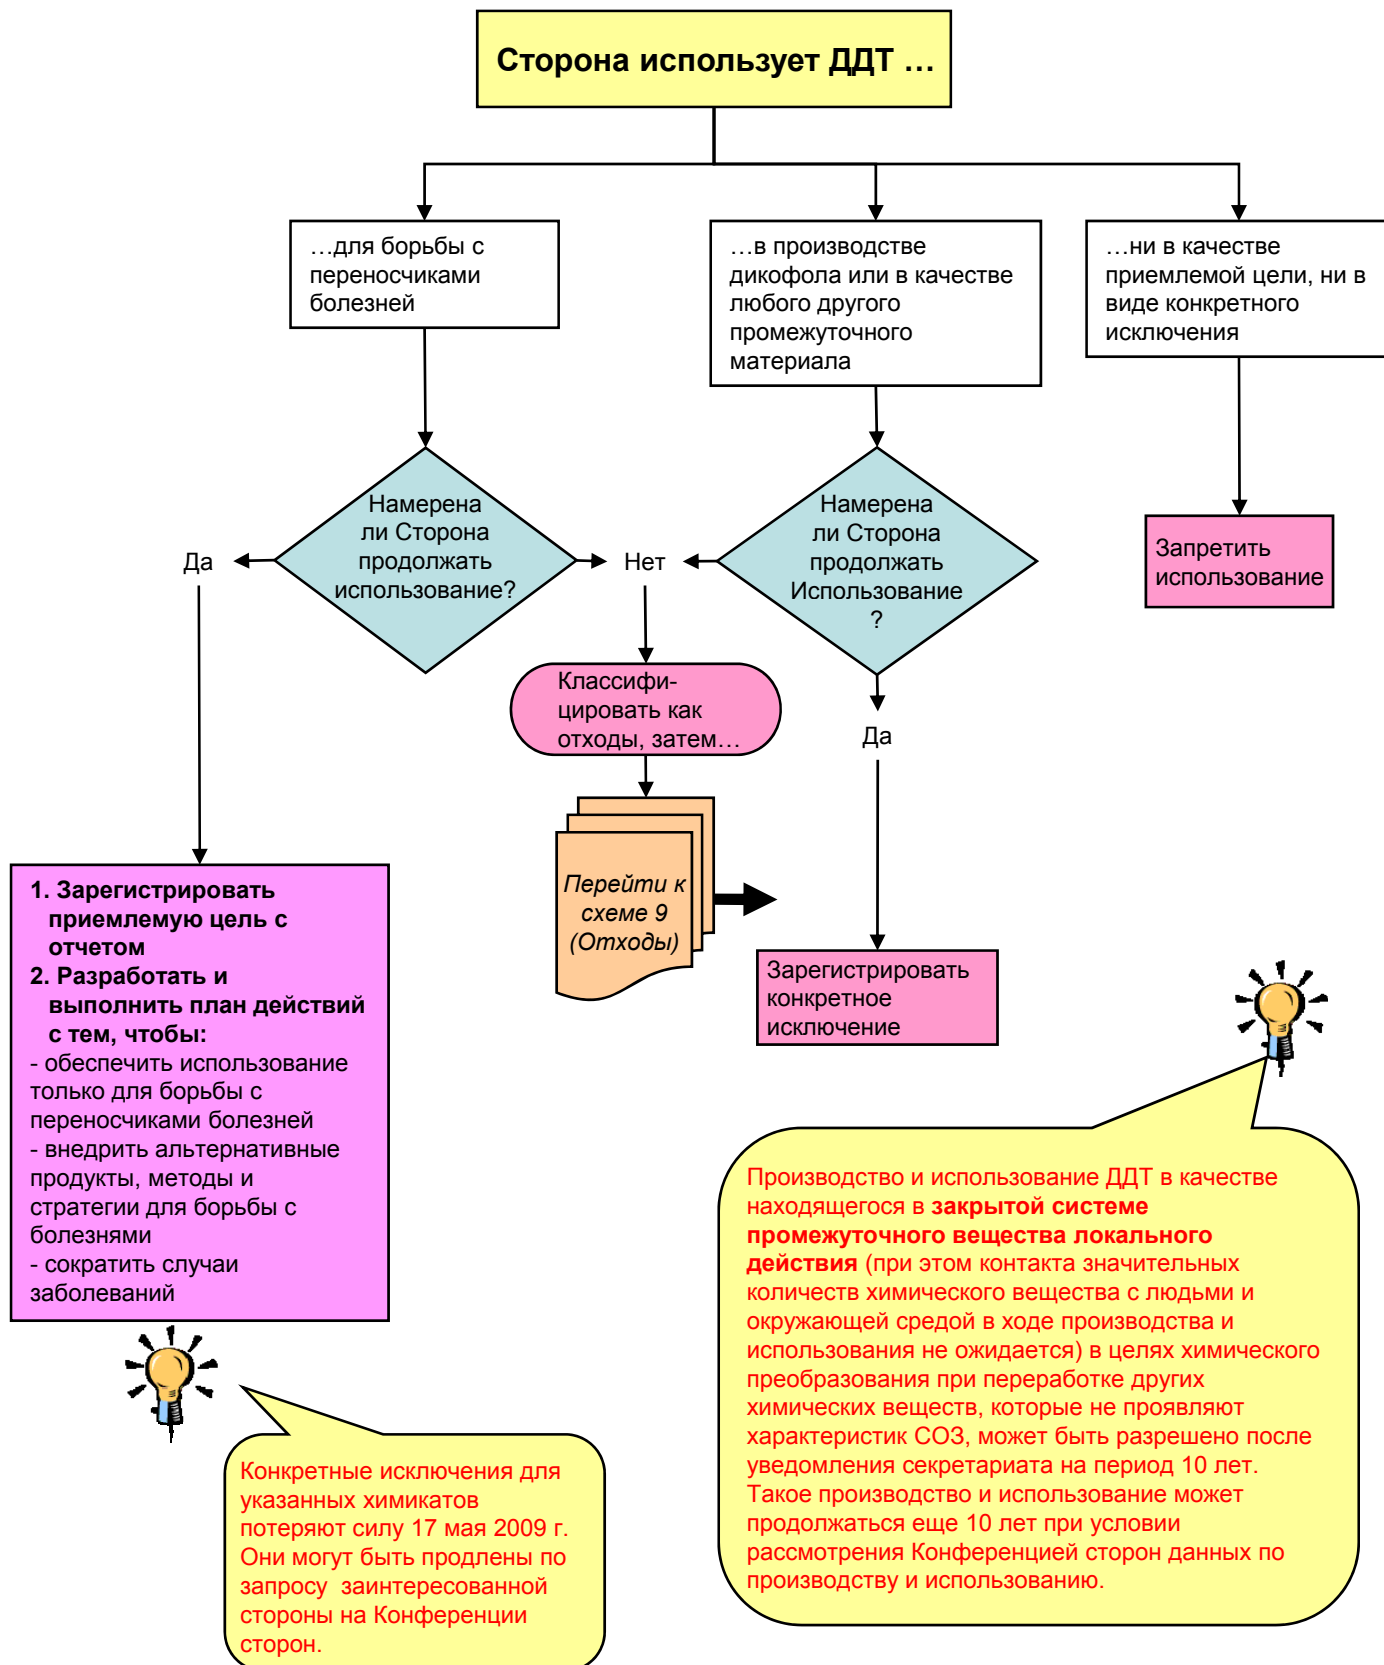 Сторона использует ДДТ …
…для борьбы с
переносчиками
болезней
…в производстве
дикофола или в качестве
любого другого
промежуточного
материала
…ни в качестве
приемлемой цели, ни в
виде конкретного
исключения
Намерена
ли Сторона
продолжать
использование?
Да
Нет
Намерена
ли Сторона
продолжать
Использование
?
Запретить
использование
Классифи-
цировать как
отходы, затем…
Да
Перейти к
схеме 9
(Отходы)
1. Зарегистрировать
приемлемую цель с
отчетом
2. Разработать и
выполнить план действий
с тем, чтобы:
- обеспечить использование
только для борьбы с
переносчиками болезней
- внедрить альтернативные
продукты, методы и
стратегии для борьбы с
болезнями
- сократить случаи
заболеваний
Зарегистрировать
конкретное
исключение
Производство и использование ДДТ в качестве
находящегося в закрытой системе
промежуточного вещества локального
действия (при этом контакта значительных
количеств химического вещества с людьми и
окружающей средой в ходе производства и
использования не ожидается) в целях химического
преобразования при переработке других
химических веществ, которые не проявляют
характеристик СОЗ, может быть разрешено после
уведомления секретариата на период 10 лет.
Такое производство и использование может
продолжаться еще 10 лет при условии
рассмотрения Конференцией сторон данных по
производству и использованию.
Конкретные исключения для
указанных химикатов
потеряют силу 17 мая 2009 г.
Они могут быть продлены по
запросу заинтересованной
стороны на Конференции
сторон.